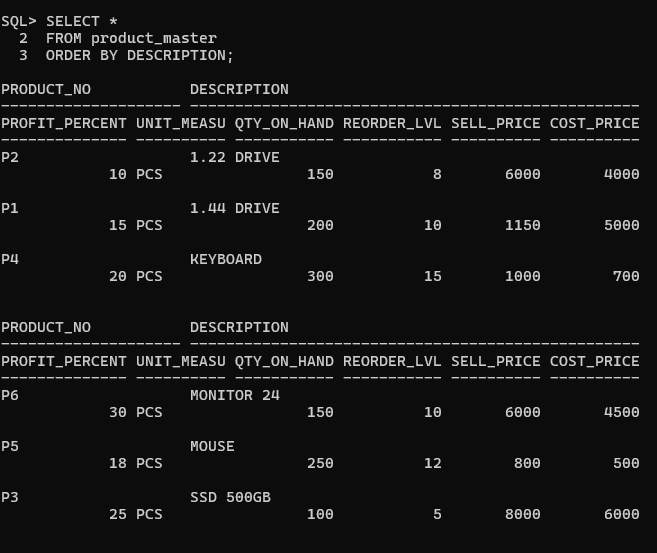 SQL> SELECT *
  2  FROM product_master
  3  ORDER BY DESCRIPTION;
PRODUCT_NO           DESCRIPTION
-------------------- --------------------------------------------------
PROFIT_PERCENT UNIT_MEASU QTY_ON_HAND REORDER_LVL SELL_PRICE COST_PRICE
-------------- ---------- ----------- ----------- ---------- ----------
P2                   1.22 DRIVE
            10 PCS                150           8       6000       4000
P1                   1.44 DRIVE
            15 PCS                200          10       1150       5000
P4                   KEYBOARD
            20 PCS                300          15       1000        700
PRODUCT_NO           DESCRIPTION
-------------------- --------------------------------------------------
PROFIT_PERCENT UNIT_MEASU QTY_ON_HAND REORDER_LVL SELL_PRICE COST_PRICE
-------------- ---------- ----------- ----------- ---------- ----------
P6                   MONITOR 24
            30 PCS                150          10       6000       4500
P5                   MOUSE
            18 PCS                250          12        800        500
P3                   SSD 500GB
            25 PCS                100           5       8000       6000